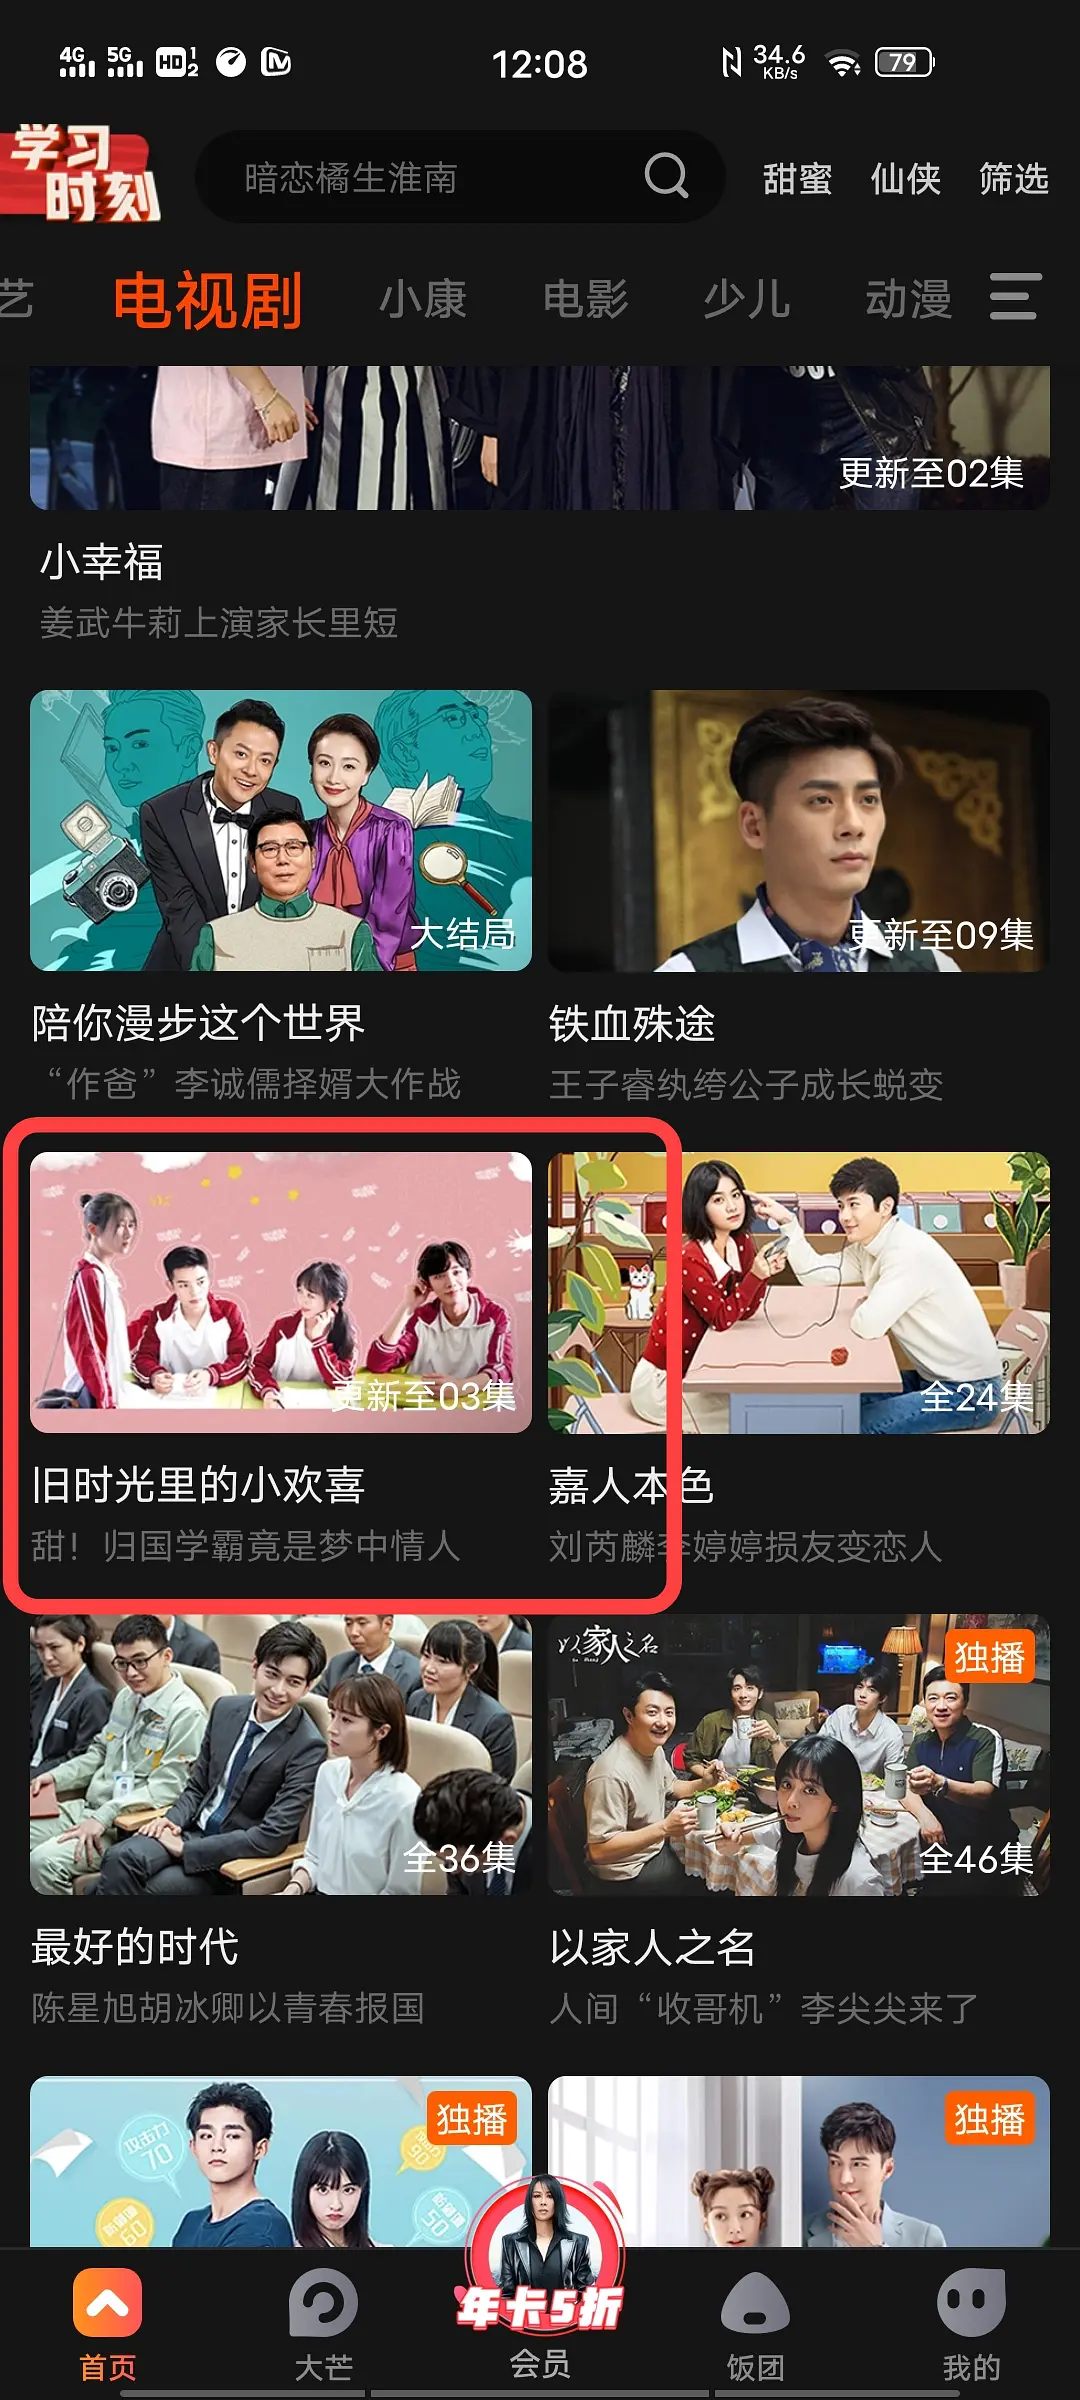 4G 5G HD 1 2 12:08 34.6 KB/s 79
学习
时刻
暗恋橘生淮南 甜蜜 仙侠 筛选
艺 电视剧 小康 电影 少儿 动漫
更新至02集
小幸福
姜武牛莉上演家长里短
大结局 更新至09集
陪你漫步这个世界 铁血殊途
“作爸”李诚儒择婿大作战 王子睿纨绔公子成长蜕变
更新至03集 全24集
旧时光里的小欢喜 嘉人本色
甜！归国学霸竟是梦中情人 刘芮麟李婷婷损友变恋人
以家人之名 独播
全36集 全46集
最好的时代 以家人之名
陈星旭胡冰卿以青春报国 人间“收哥机”李尖尖来了
独播 独播
攻击力
70
90
60
50
年卡5折
首页 大芒 会员 饭团 我的